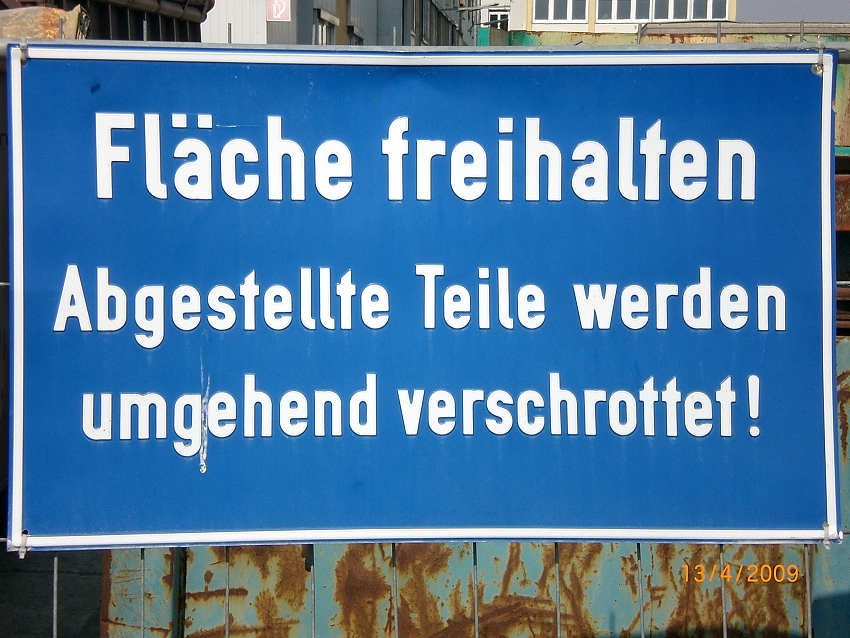 Fläche freihalten
Abgestellte Teile werden
umgehend verschrottet!
13/4/2009